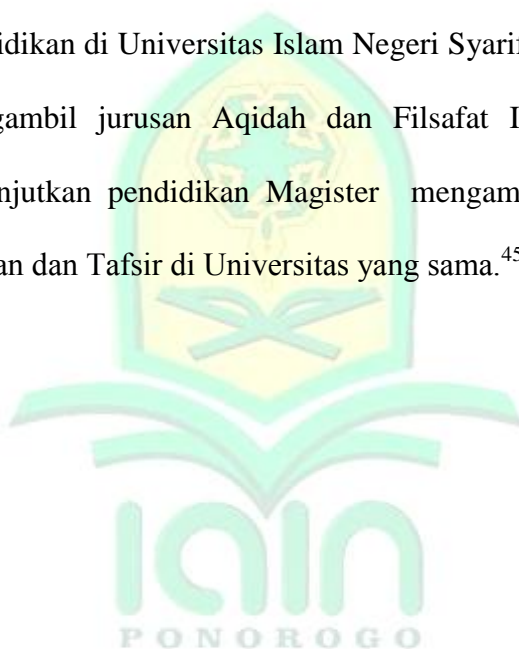 didikan di Universitas Islam Negeri Syarif
gambil jurusan Aqidah dan Filsafat I
njutkan pendidikan Magister mengam
an dan Tafsir di Universitas yang sama.45
iain
PONOROGO